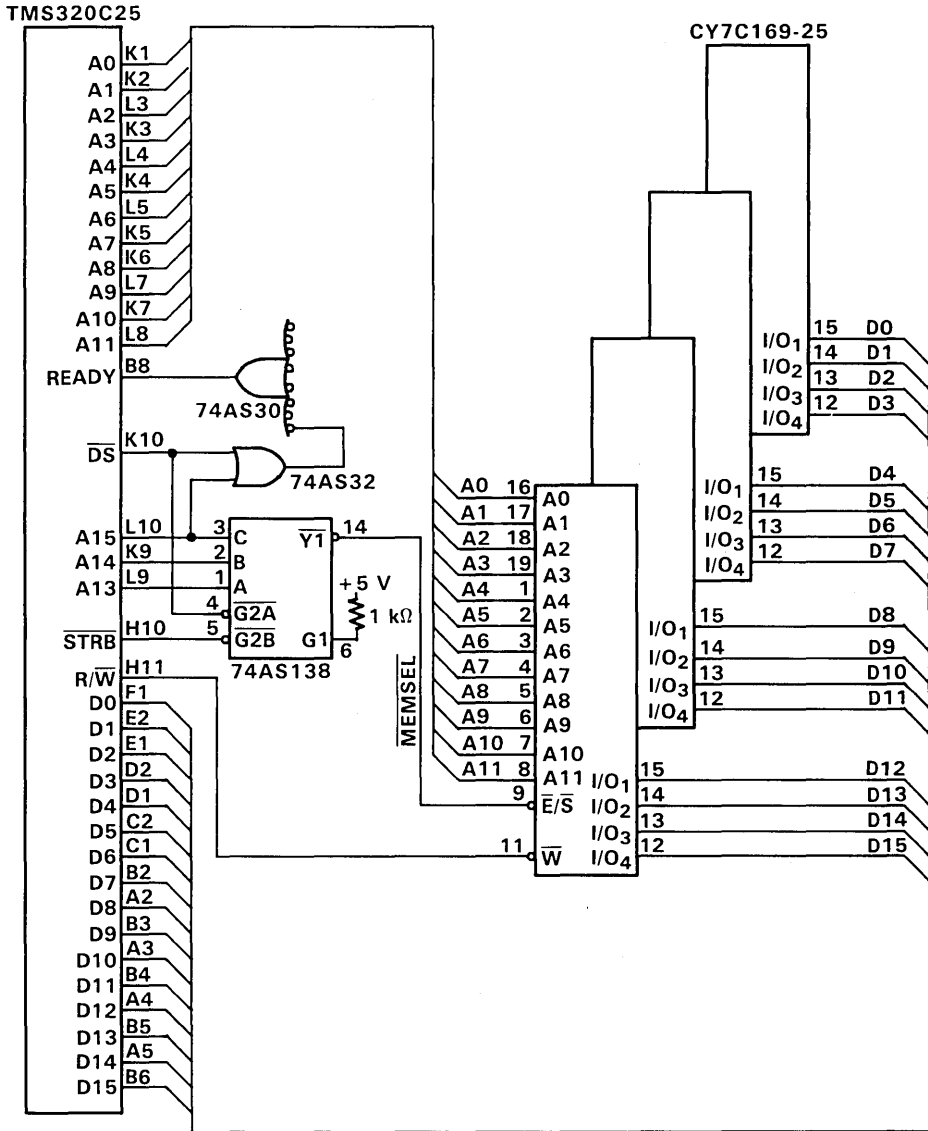 TMS320C25
A0 K1
A1 K2
A2 L3
A3 K3
A4 L4
A5 K4
A6 L5
A7 K5
A8 K6
A9 L7
A10 K7
A11 L8
READY B8
74AS30
DS K10
74AS32
A15 L10
A14 K9
A13 L9
3 C
2 B
1 A
4 G2A
5 G2B
Y1 14
+5 V
1 kΩ
G1 6
74AS138
STRB H10
R/W H11
D0 F1
D1 E2
D2 E1
D3 D2
D4 D1
D5 C2
D6 C1
D7 B2
D8 A2
D9 B3
D10 A3
D11 B4
D12 A4
D13 B5
D14 A5
D15 B6
MEMSEL
CY7C169-25
I/O1 15 D0
I/O2 14 D1
I/O3 13 D2
I/O4 12 D3
I/O1 15 D4
I/O2 14 D5
I/O3 13 D6
I/O4 12 D7
I/O1 15 D8
I/O2 14 D9
I/O3 13 D10
I/O4 12 D11
A0 16 A0
A1 17 A1
A2 18 A2
A3 19 A3
A4 1 A4
A5 2 A5
A6 3 A6
A7 4 A7
A8 5 A8
A9 6 A9
A10 7 A10
A11 8 A11
9 E/S
11 W
I/O1 15 D12
I/O2 14 D13
I/O3 13 D14
I/O4 12 D15